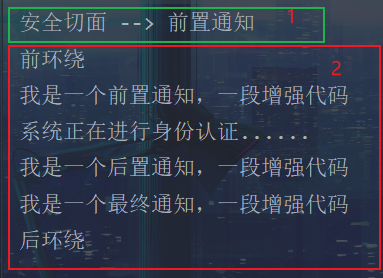 安全切面 --> 前置通知
1
前环绕
2
我是一个前置通知，一段增强代码
系统正在进行身份认证......
我是一个后置通知，一段增强代码
我是一个最终通知，一段增强代码
后环绕